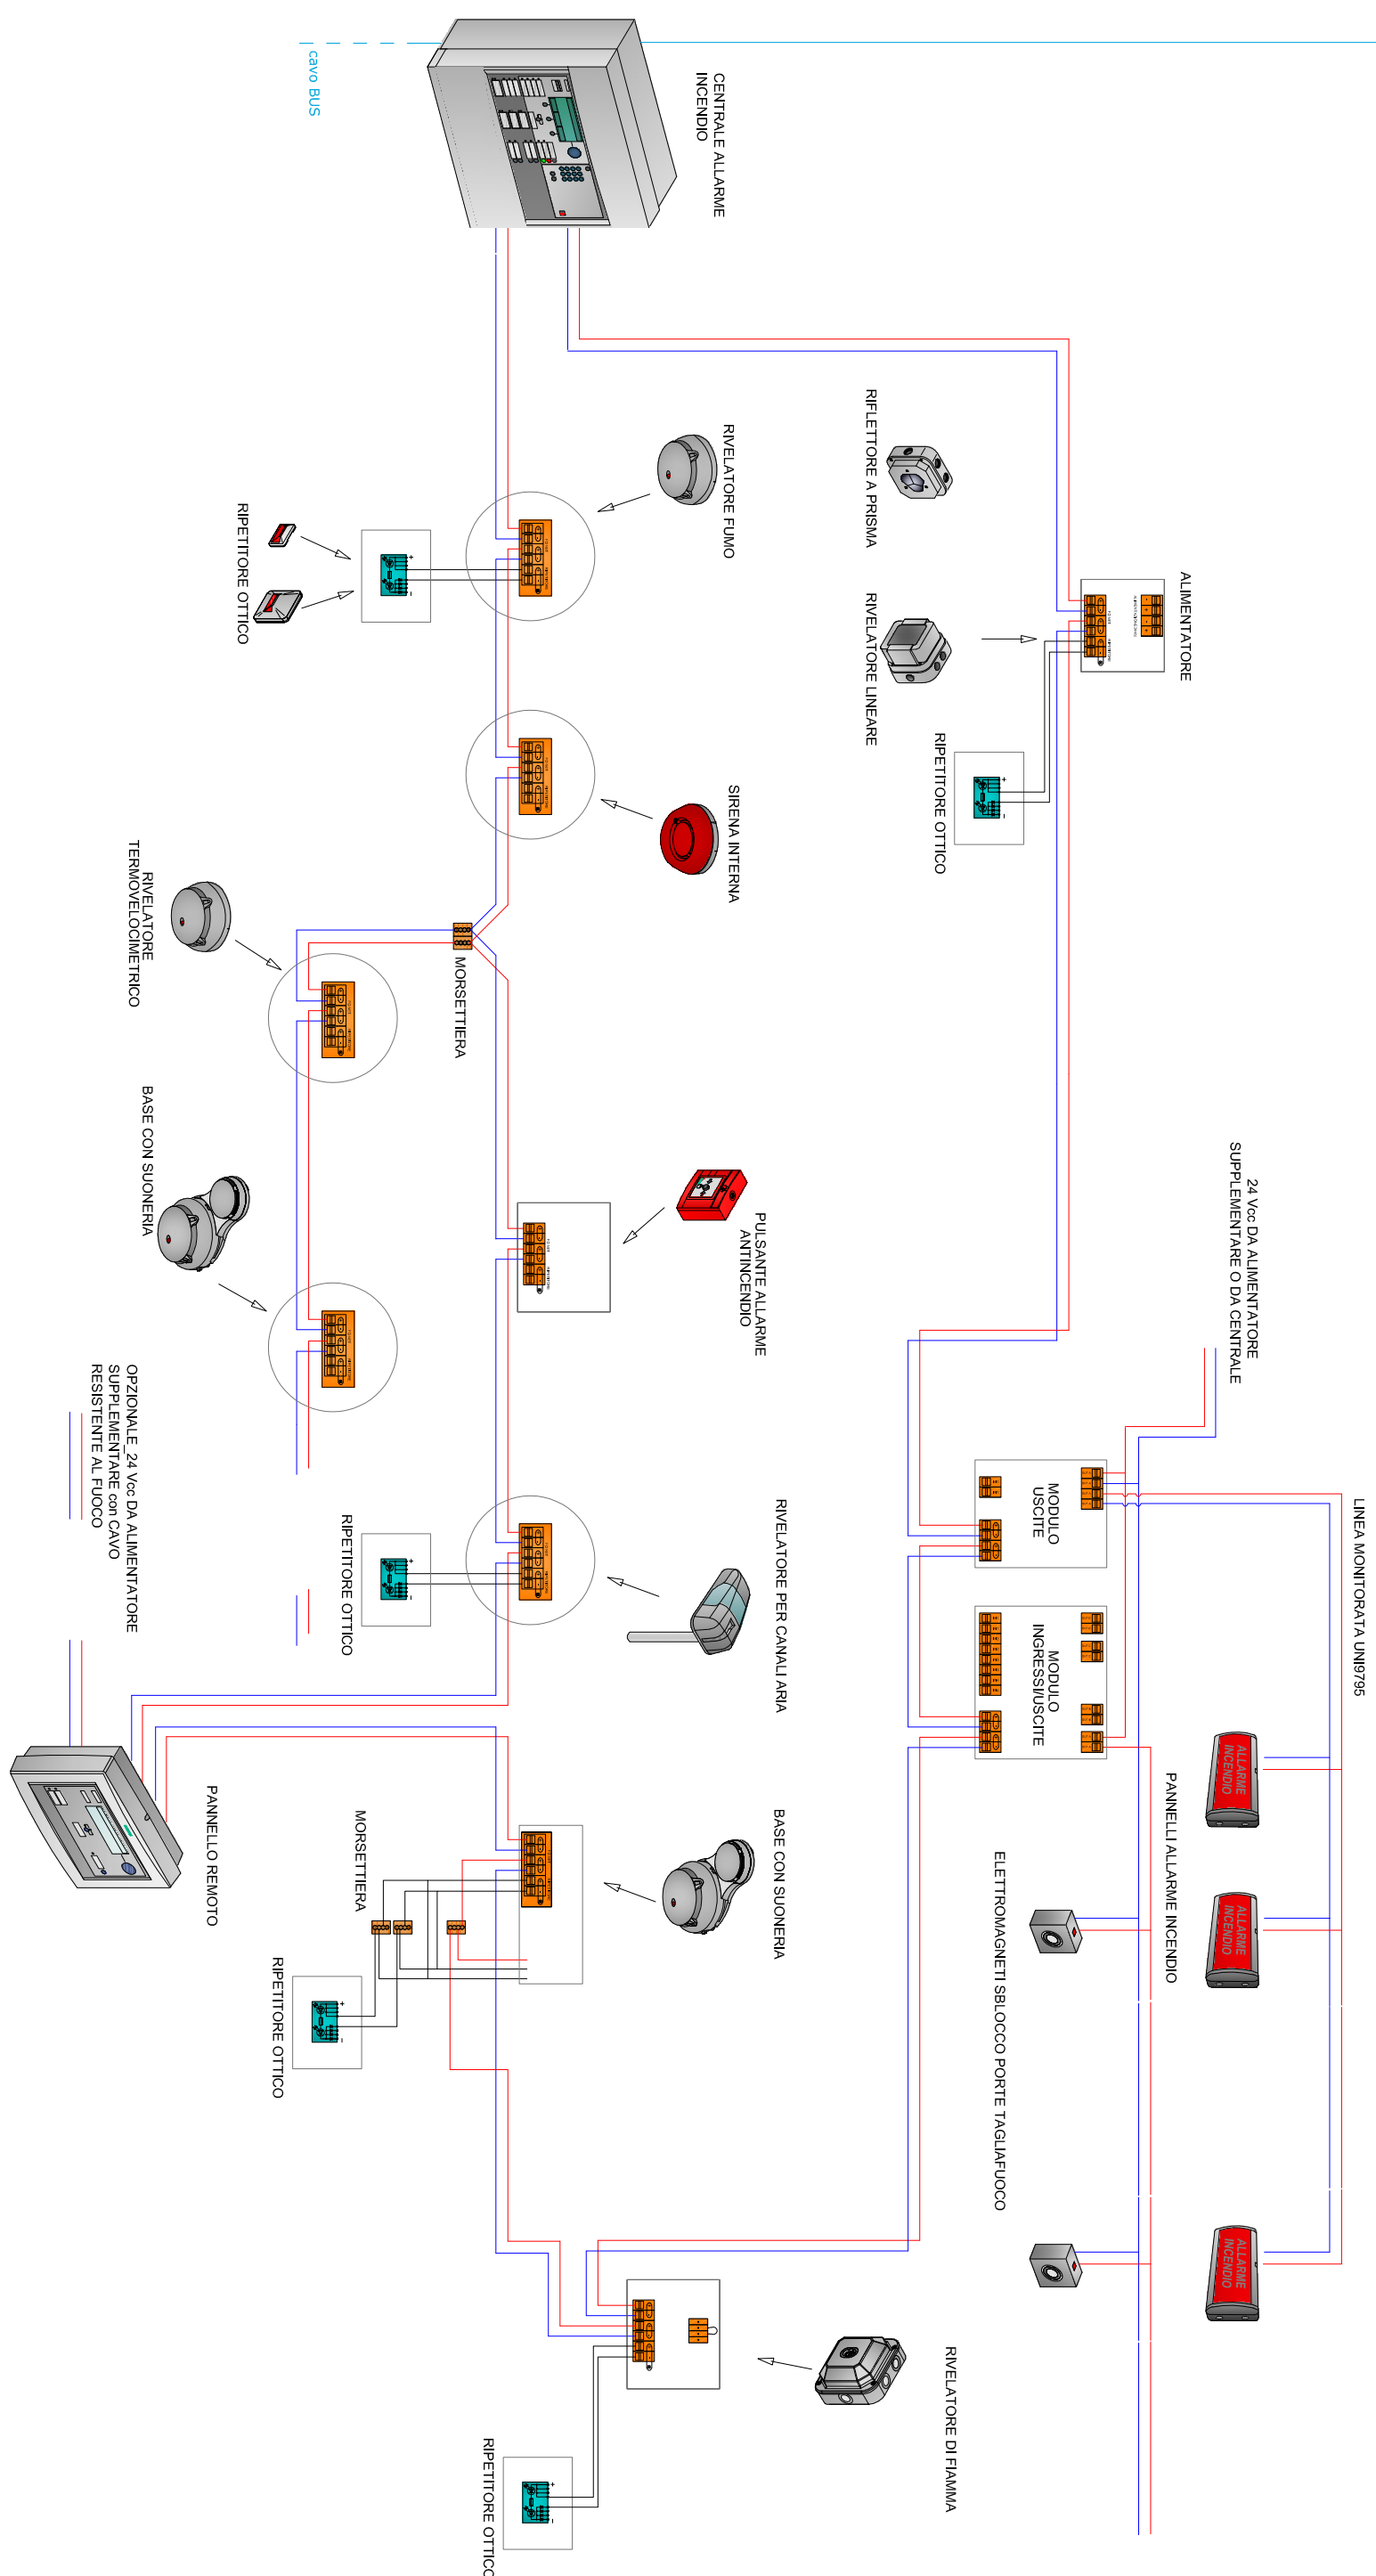 cavo BUS
CENTRALE ALLARME
INCENDIO
RIFLETTORE A PRISMA
RIVELATORE FUMO
RIPETITORE OTTICO
ALIMENTATORE
RIVELATORE LINEARE
RIPETITORE OTTICO
SIRENA INTERNA
RIVELATORE
TERMOVELOCIMETRICO
MORSETTIERA
BASE CON SUONERIA
PULSANTE ALLARME
ANTINCENDIO
24 Vcc DA ALIMENTATORE
SUPPLEMENTARE O DA CENTRALE
OPZIONALE_24 Vcc DA ALIMENTATORE
SUPPLEMENTARE con CAVO
RESISTENTE AL FUOCO
LINEA MONITORATA UNI9795
MODULO
USCITE
MODULO
INGRESSI/USCITE
RIVELATORE PER CANALI ARIA
RIPETITORE OTTICO
PANNELLI ALLARME INCENDIO
ALLARME
INCENDIO
ALLARME
INCENDIO
ALLARME
INCENDIO
ELETTROMAGNETI SBLOCCO PORTE TAGLIAFUOCO
PANNELLO REMOTO
BASE CON SUONERIA
MORSETTIERA
RIPETITORE OTTICO
RIVELATORE DI FIAMMA
RIPETITORE OTTICO